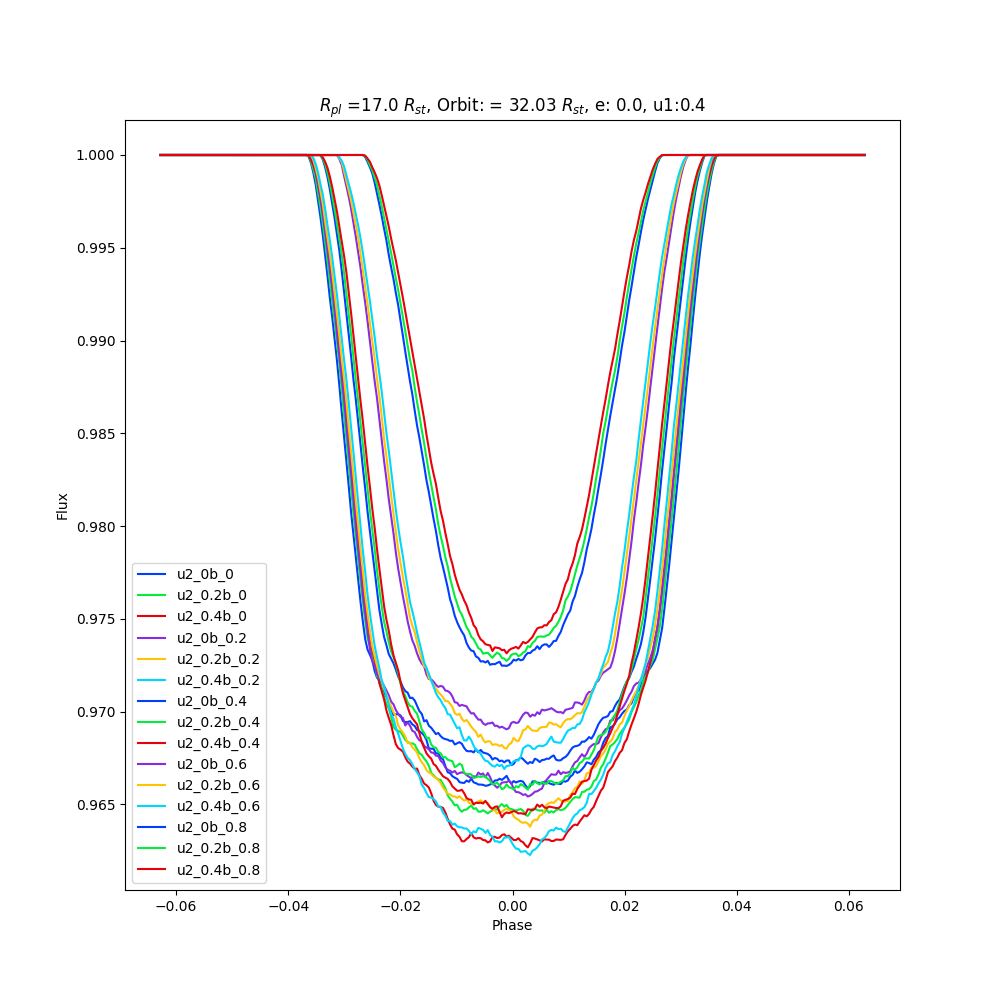 R_pl =17.0 R_st, Orbit: = 32.03 R_st, e: 0.0, u1:0.4
1.000
0.995
0.990
0.985
0.980
0.975
0.970
0.965
Flux
u2_0b_0
u2_0.2b_0
u2_0.4b_0
u2_0b_0.2
u2_0.2b_0.2
u2_0.4b_0.2
u2_0b_0.4
u2_0.2b_0.4
u2_0.4b_0.4
u2_0b_0.6
u2_0.2b_0.6
u2_0.4b_0.6
u2_0b_0.8
u2_0.2b_0.8
u2_0.4b_0.8
−0.06 −0.04 −0.02 0.00 0.02 0.04 0.06
Phase